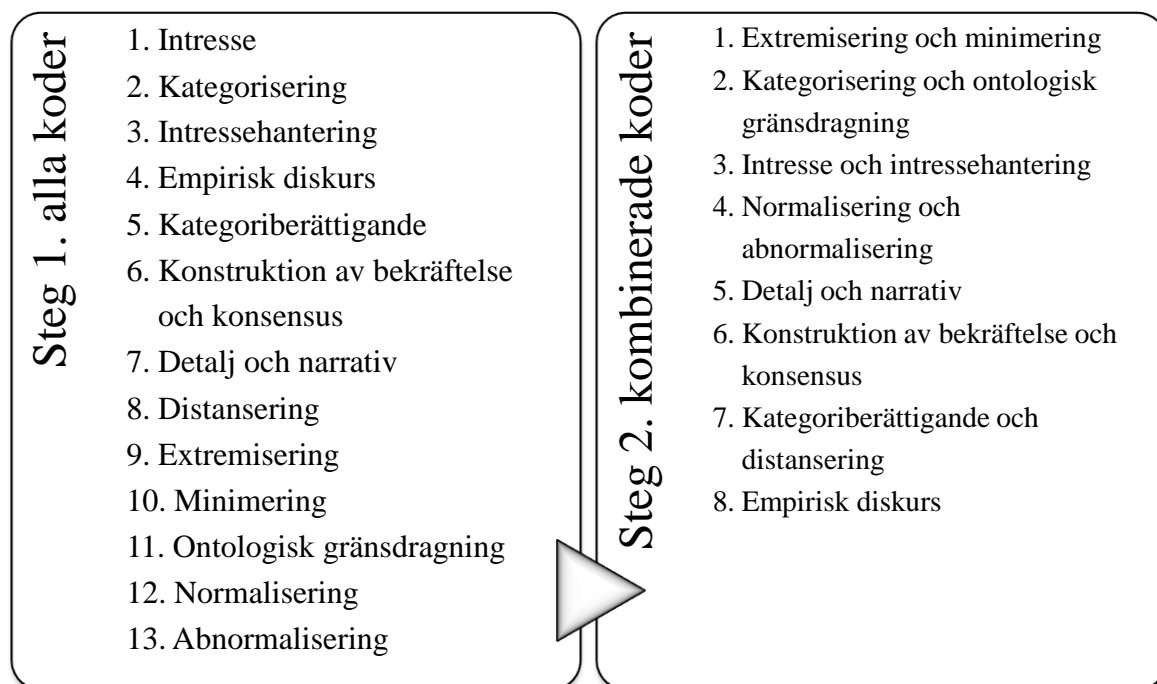 Steg 1. alla koder
1. Intresse
2. Kategorisering
3. Intressehantering
4. Empirisk diskurs
5. Kategoriberättigande
6. Konstruktion av bekräftelse
och konsensus
7. Detalj och narrativ
8. Distansering
9. Extremisering
10. Minimering
11. Ontologisk gränsdragning
12. Normalisering
13. Abnormalisering
Steg 2. kombinerade koder
1. Extremisering och minimering
2. Kategorisering och ontologisk
gränsdragning
3. Intresse och intressehantering
4. Normalisering och
abnormalisering
5. Detalj och narrativ
6. Konstruktion av bekräftelse och
konsensus
7. Kategoriberättigande och
distansering
8. Empirisk diskurs